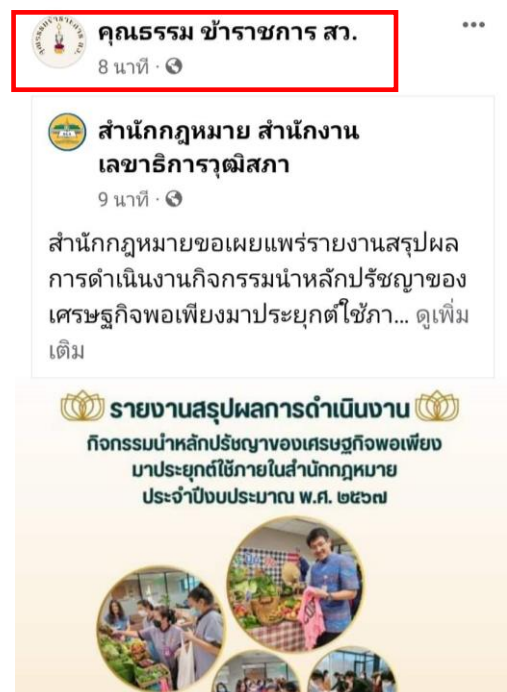 คุณธรรม ข้าราชการ สว.
8 นาที ·
สำนักกฎหมาย สำนักงาน
เลขาธิการวุฒิสภา
9 นาที ·
สำนักกฎหมายขอเผยแพร่รายงานสรุปผล
การดำเนินงานกิจกรรมนำหลักปรัชญาของ
เศรษฐกิจพอเพียงมาประยุกต์ใช้ภา... ดูเพิ่ม
เติม
รายงานสรุปผลการดำเนินงาน
กิจกรรมนำหลักปรัชญาของเศรษฐกิจพอเพียง
มาประยุกต์ใช้ภายในสำนักกฎหมาย
ประจำปีงบประมาณ พ.ศ. ๒๕๖๗